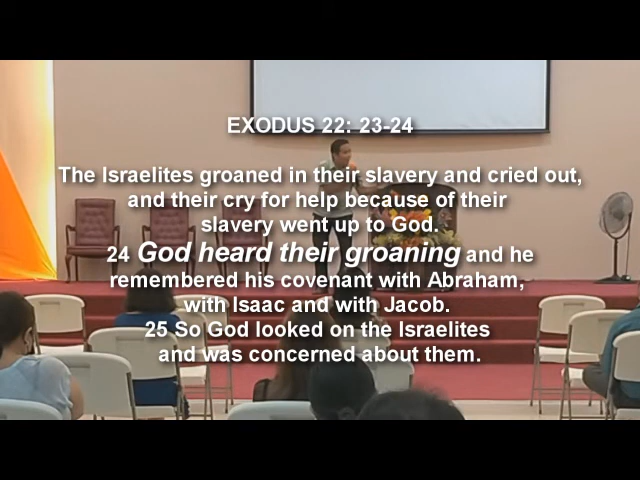 EXODUS 22: 23-24
The Israelites groaned in their slavery and cried out,
and their cry for help because of their
slavery went up to God.
24 God heard their groaning and he
remembered his covenant with Abraham,
with Isaac and with Jacob.
25 So God looked on the Israelites
and was concerned about them.